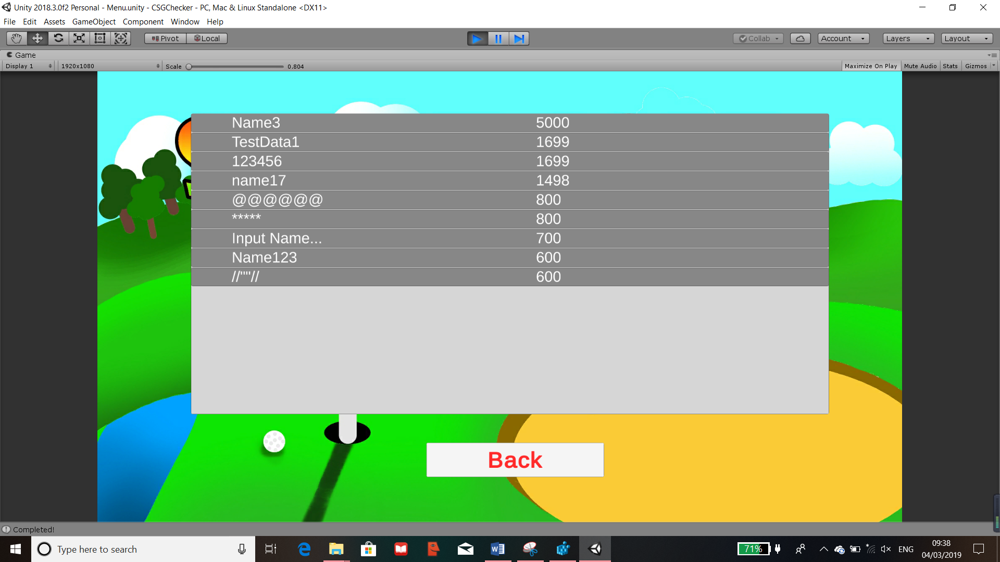 Unity 2018.3.0f2 Personal - Menu.unity - CSGChecker - PC, Mac & Linux Standalone <DX11>
File Edit Assets GameObject Component Window Help
Pivot Local Collab Account Layers Layout
Game
Display 1 1920x1080 Scale 0.804 Maximize On Play Mute Audio Stats Gizmos
Name3 5000
TestData1 1699
123456 1699
name17 1498
@@@@@@ 800
***** 800
Input Name... 700
Name123 600
//""// 600
Back
Completed!
Type here to search 71% ENG 09:38
04/03/2019